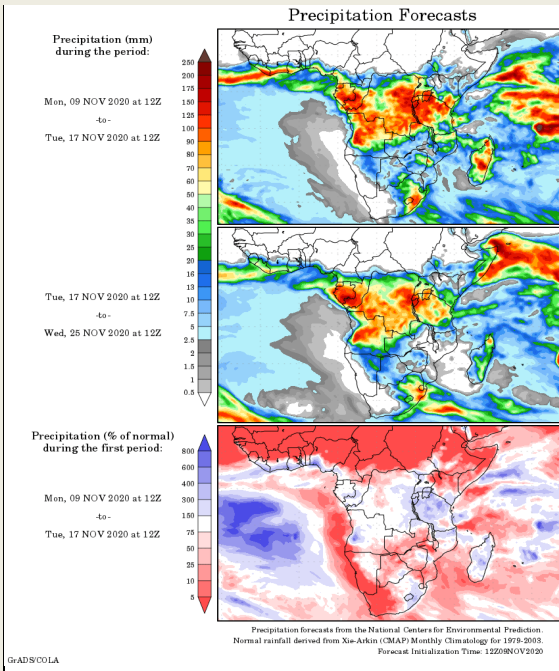 Precipitation Forecasts
Precipitation (mm)
during the period:
Mon, 09 NOV 2020 at 12Z
-to-
Tue, 17 NOV 2020 at 12Z
250
200
175
150
125
100
90
80
70
60
50
40
35
30
25
20
16
13
10
7.5
5
2.5
2
1.5
1
0.5
Tue, 17 NOV 2020 at 12Z
-to-
Wed, 25 NOV 2020 at 12Z
Precipitation (% of normal)
during the first period:
Mon, 09 NOV 2020 at 12Z
-to-
Tue, 17 NOV 2020 at 12Z
800
600
400
300
150
75
50
25
10
5
Precipitation forecasts from the National Centers for Environmental Prediction.
Normal rainfall derived from Xie-Arkin (CMAP) Monthly Climatology for 1979-2003.
Forecast Initialization Time: 12Z09NOV2020
GrADS/COLA